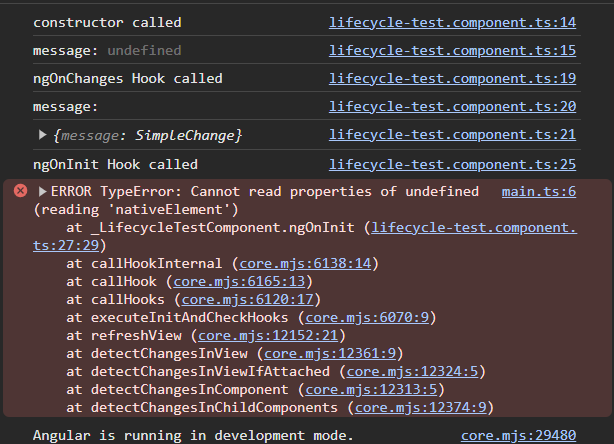 constructor called lifecycle-test.component.ts:14
message: undefined lifecycle-test.component.ts:15
ngOnChanges Hook called lifecycle-test.component.ts:19
message: lifecycle-test.component.ts:20
▶ {message: SimpleChange} lifecycle-test.component.ts:21
ngOnInit Hook called lifecycle-test.component.ts:25
▶ERROR TypeError: Cannot read properties of undefined main.ts:6
(reading 'nativeElement')
at _LifecycleTestComponent.ngOnInit (lifecycle-test.component.
ts:27:29)
at callHookInternal (core.mjs:6138:14)
at callHook (core.mjs:6165:13)
at callHooks (core.mjs:6120:17)
at executeInitAndCheckHooks (core.mjs:6070:9)
at refreshView (core.mjs:12152:21)
at detectChangesInView (core.mjs:12361:9)
at detectChangesInViewIfAttached (core.mjs:12324:5)
at detectChangesInComponent (core.mjs:12313:5)
at detectChangesInChildComponents (core.mjs:12374:9)
Angular is running in development mode. core.mjs:29480